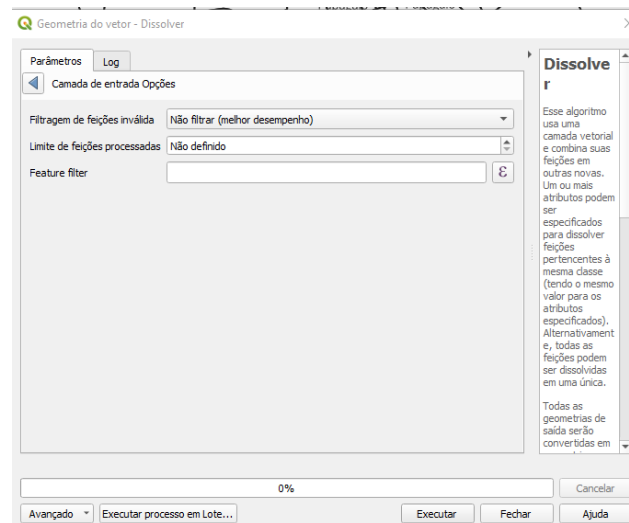 Geometria do vetor - Dissolver
Parâmetros
Log
Camada de entrada Opções
Filtragem de feições inválida
Não filtrar (melhor desempenho)
Limite de feições processadas
Não definido
Feature filter
ε
Dissolve
r
Esse algoritmo
usa uma
camada vetorial
e combina suas
feições em
outras novas.
Um ou mais
atributos podem
ser
especificados
para dissolver
feições
pertencentes à
mesma classe
(tendo o mesmo
valor para os
atributos
especificados).
Alternativament
e, todas as
feições podem
ser dissolvidas
em uma única.
Todas as
geometrias de
saída serão
convertidas em
0%
Cancelar
Avançado
Executar processo em Lote...
Executar
Fechar
Ajuda